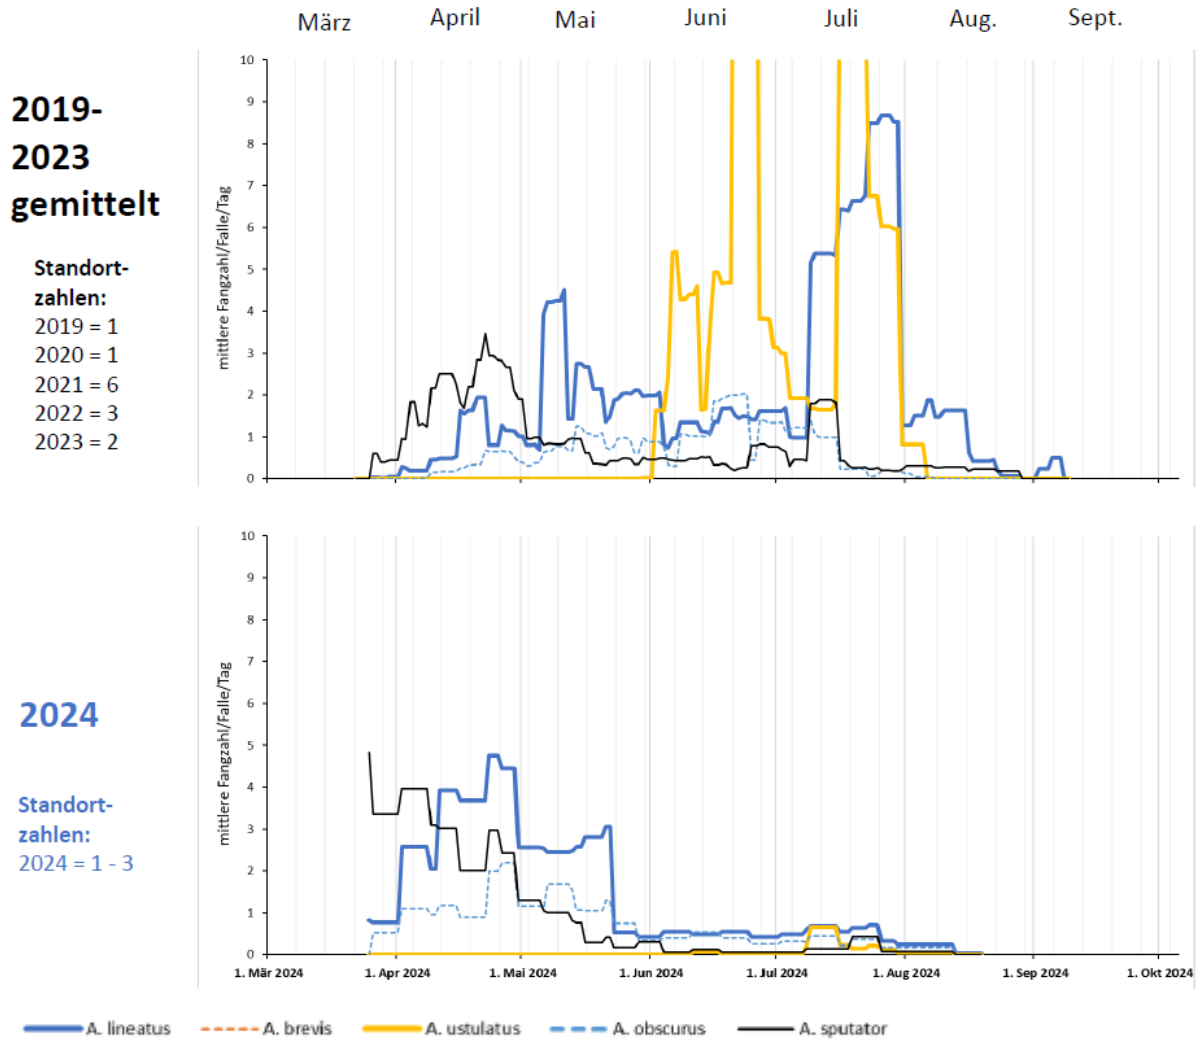 März April Mai Juni Juli Aug. Sept.
2019-
2023
gemittelt
Standort-
zahlen:
2019 = 1
2020 = 1
2021 = 6
2022 = 3
2023 = 2
mittlere Fangzahl/Falle/Tag
10
9
8
7
6
5
4
3
2
1
0
2024
Standort-
zahlen:
2024 = 1 - 3
mittlere Fangzahl/Falle/Tag
10
9
8
7
6
5
4
3
2
1
0
1. Mär 2024 1. Apr 2024 1. Mai 2024 1. Jun 2024 1. Jul 2024 1. Aug 2024 1. Sep 2024 1. Okt 2024
A. lineatus A. brevis A. ustulatus A. obscurus A. sputator